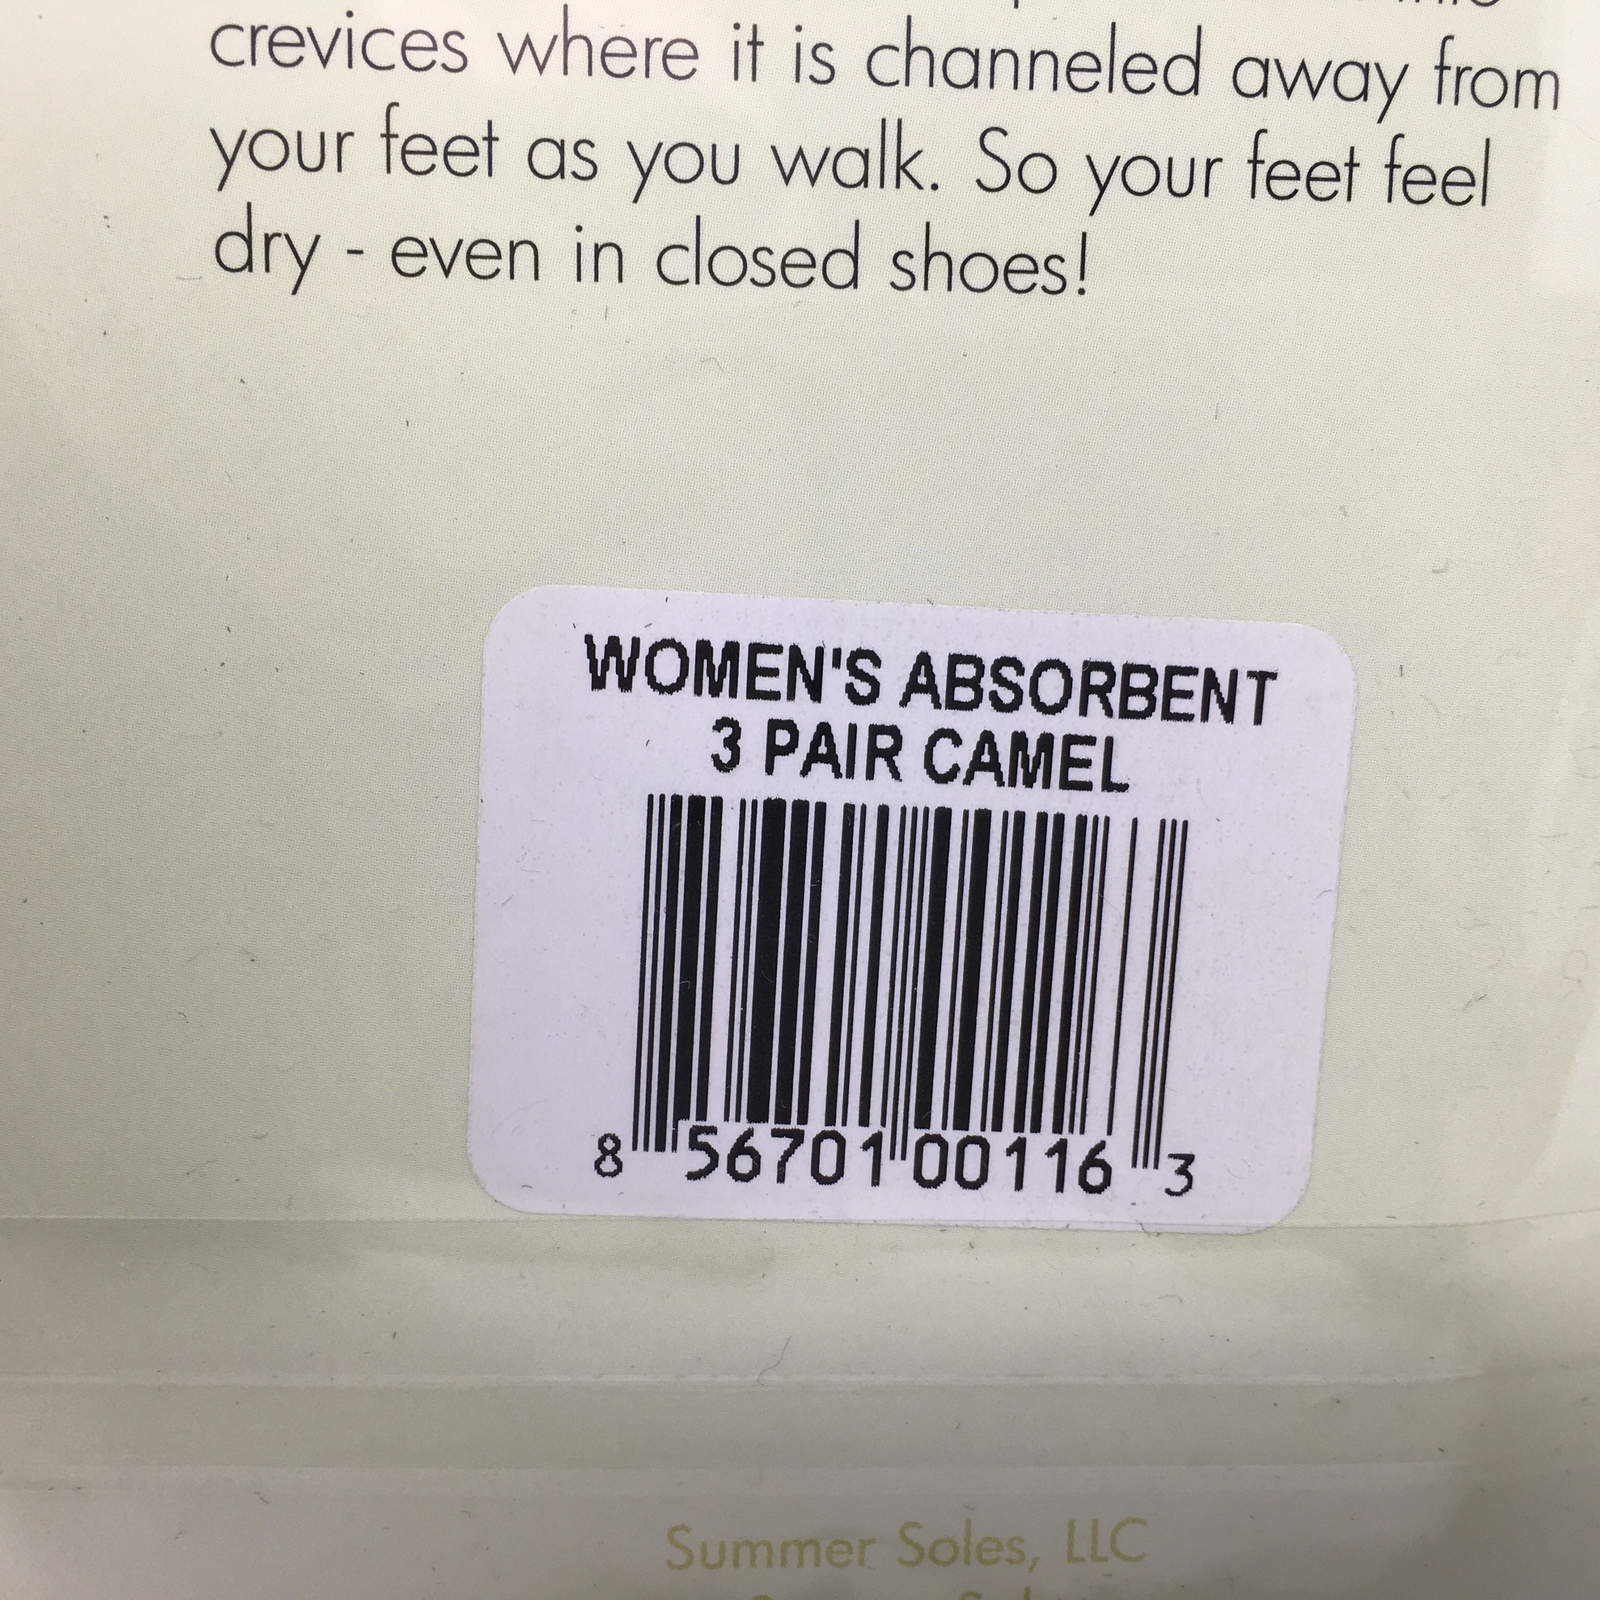 crevices where it is channeled away from
your feet as you walk. So your feet feel
dry - even in closed shoes!
WOMEN'S ABSORBENT
3 PAIR CAMEL
8 56701 00116 3
Summer Soles, LLC